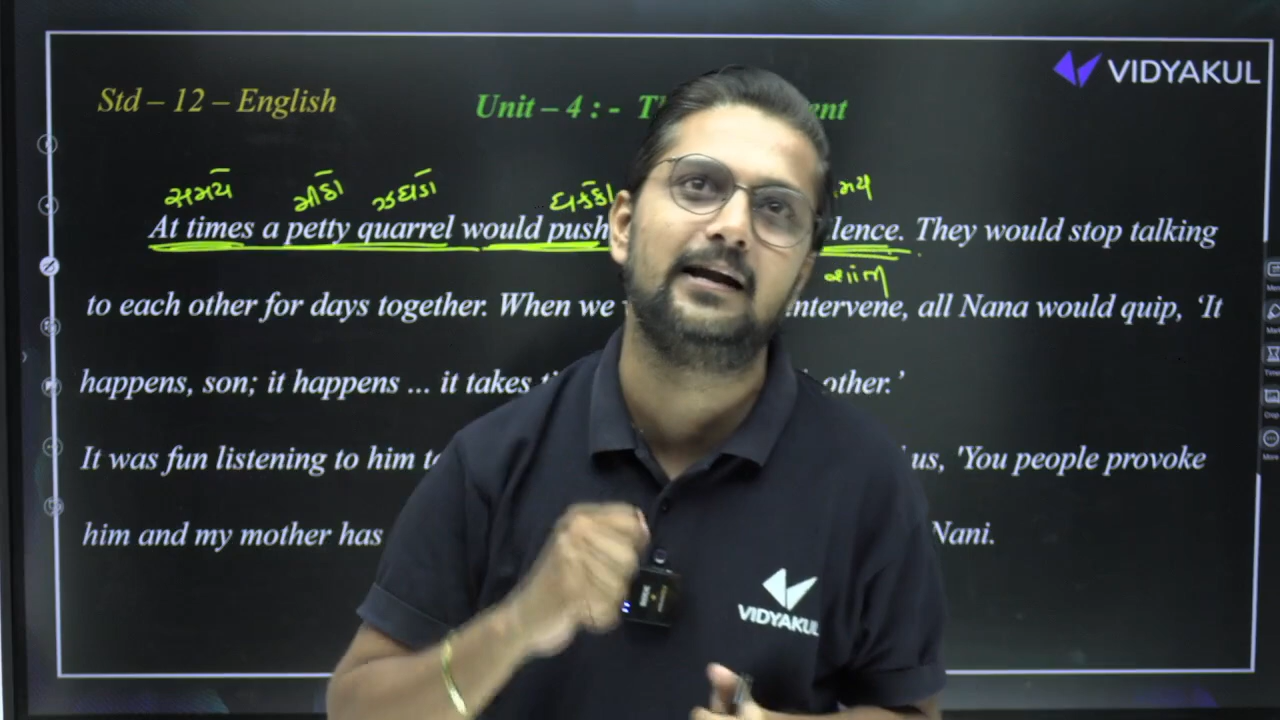 VIDYAKUL
Std – 12 – English
Unit – 4 : -
સમય મીઠો ઝઘડો ધક્કો
At times a petty quarrel would push They would stop talking
શાંત
to each other for days together. When we intervene, all Nana would quip, ‘It
happens, son; it happens ... it takes other.’
It was fun listening to him us, 'You people provoke
him and my mother has Nani.
VIDYAKUL